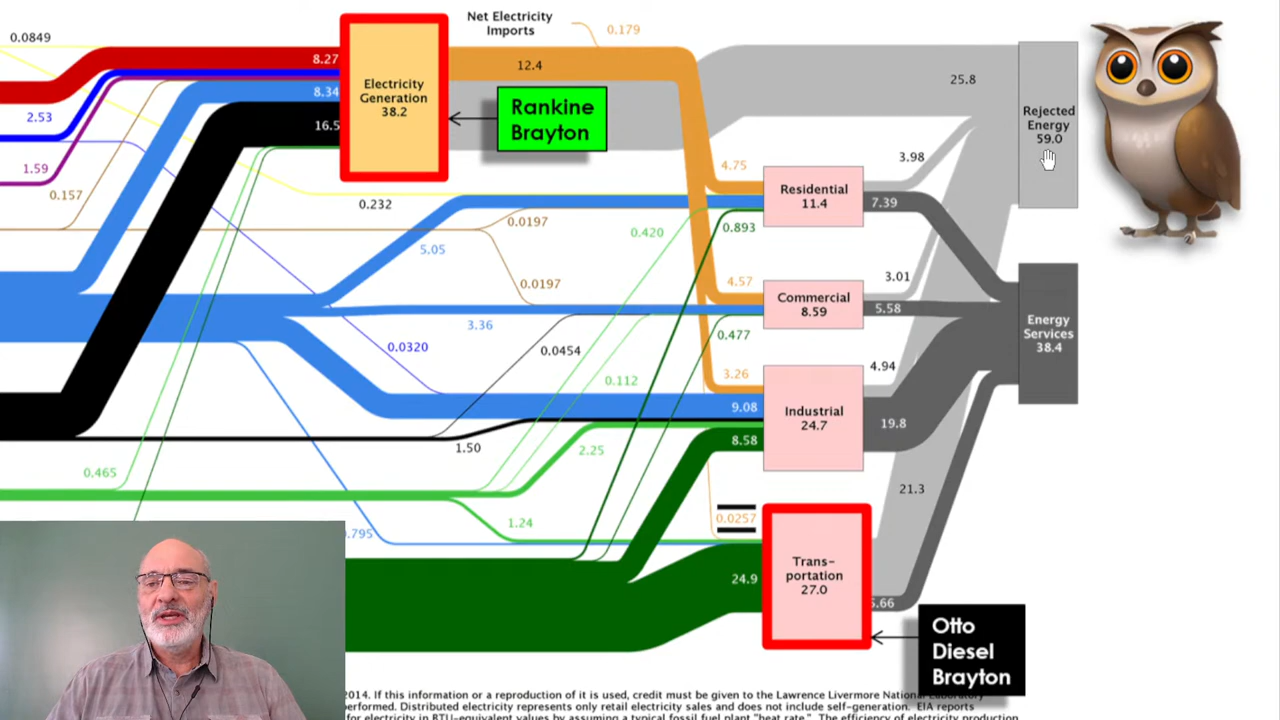 0.0849
Net Electricity
Imports
0.179
8.27
12.4
25.8
Electricity
Generation
38.2
8.34
Rankine
Brayton
Rejected
Energy
59.0
2.53
16.5
1.59
4.75
3.98
0.157
Residential
11.4
0.232
7.39
0.0197
0.420
0.893
5.05
0.0197
4.57
3.01
Commercial
8.59
5.58
3.36
0.477
Energy
Services
38.4
0.0320
0.0454
4.94
0.112
3.26
9.08
Industrial
24.7
19.8
8.58
1.50
2.25
0.465
21.3
0.0257
1.24
.795
Trans-
portation
27.0
24.9
5.66
Otto
Diesel
Brayton
2014. If this information or a reproduction of it is used, credit must be given to the Lawrence Livermore National Laboratory
performed. Distributed electricity represents only retail electricity sales and does not include self-generation. EIA reports
for electricity in BTU-equivalent values by assuming a typical fossil fuel plant "heat rate." The efficiency of electricity production